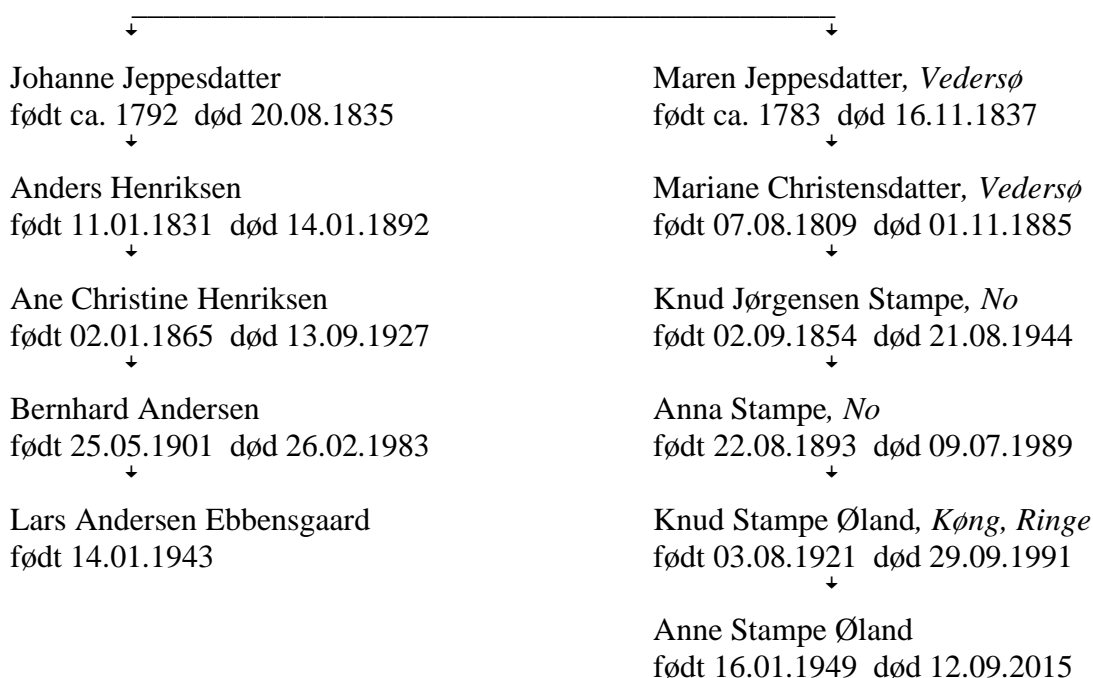 Johanne Jeppesdatter
født ca. 1792 død 20.08.1835
Anders Henriksen
født 11.01.1831 død 14.01.1892
Ane Christine Henriksen
født 02.01.1865 død 13.09.1927
Bernhard Andersen
født 25.05.1901 død 26.02.1983
Lars Andersen Ebbensgaard
født 14.01.1943
Maren Jeppesdatter, Vedersø
født ca. 1783 død 16.11.1837
Mariane Christensdatter, Vedersø
født 07.08.1809 død 01.11.1885
Knud Jørgensen Stampe, No
født 02.09.1854 død 21.08.1944
Anna Stampe, No
født 22.08.1893 død 09.07.1989
Knud Stampe Øland, Køng, Ringe
født 03.08.1921 død 29.09.1991
Anne Stampe Øland
født 16.01.1949 død 12.09.2015